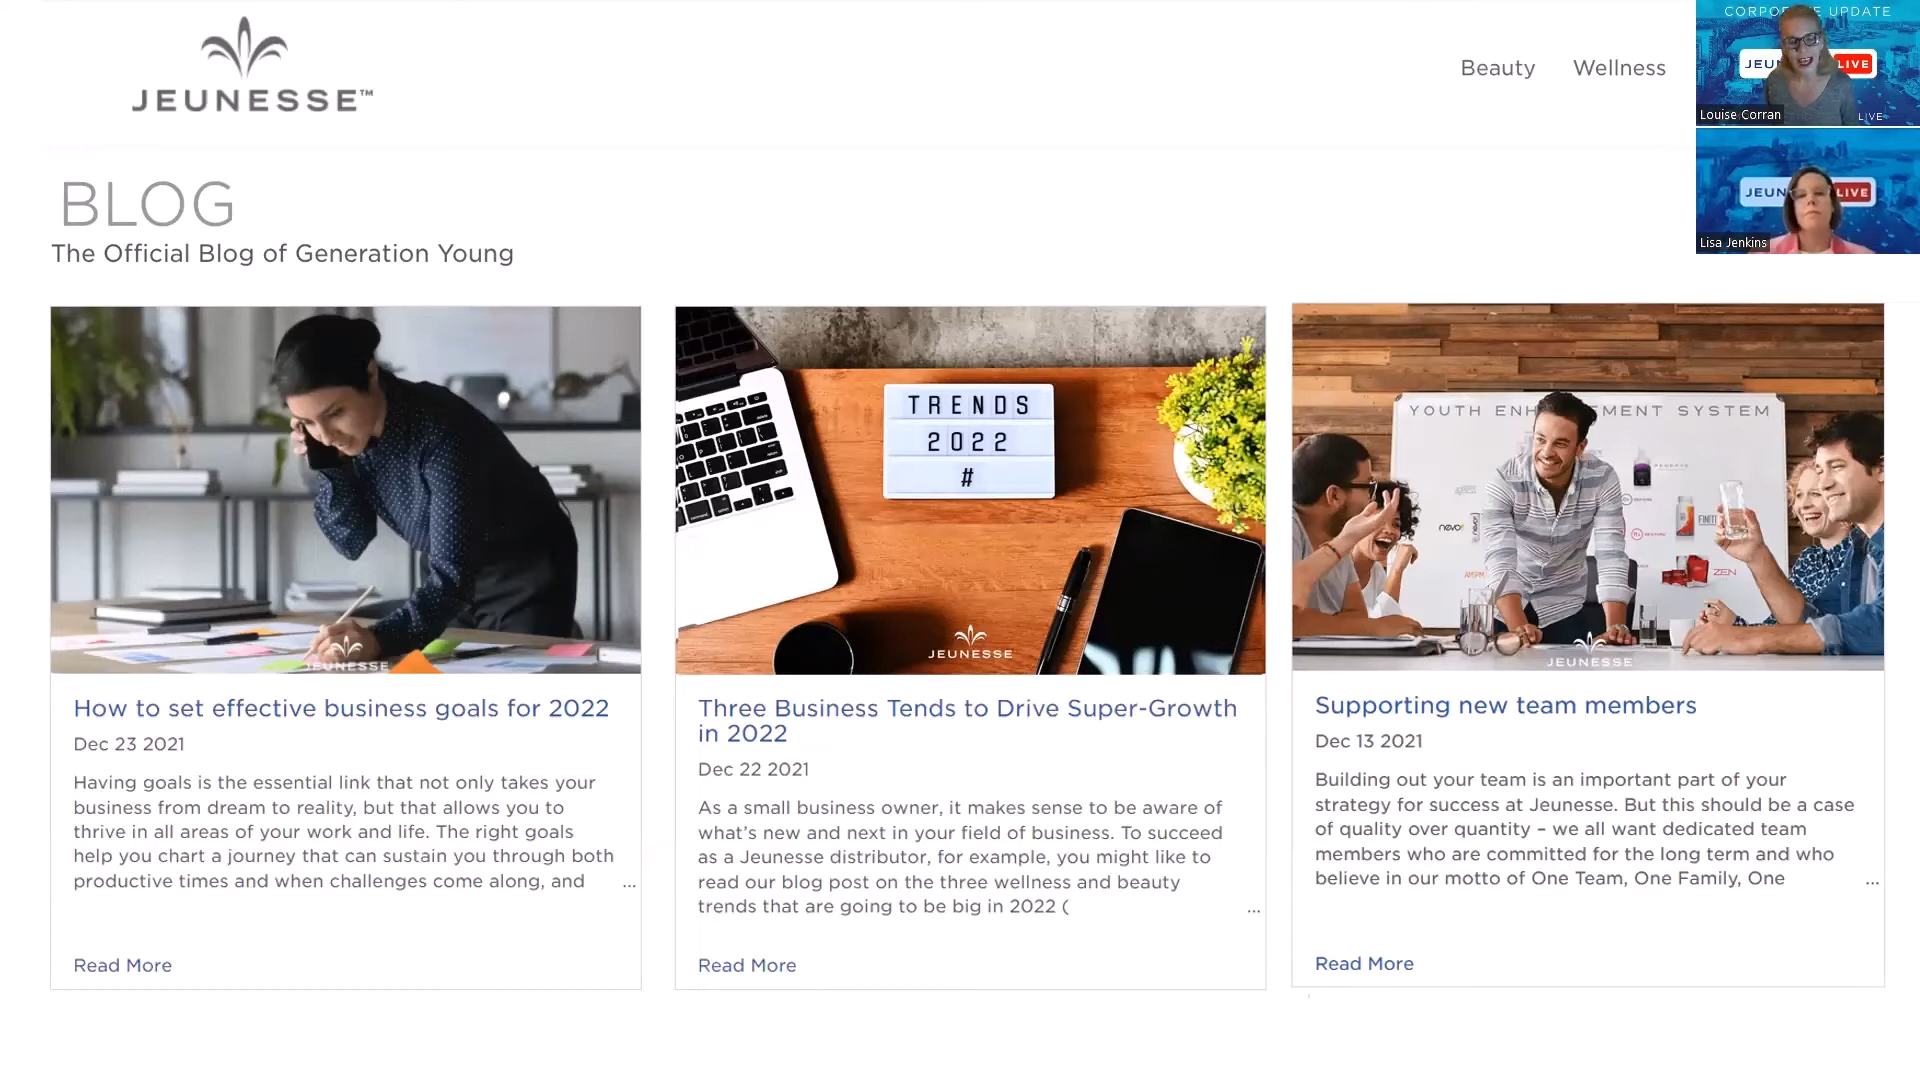 JEUNESSE™
Beauty Wellness
CORPO E UPDATE
JEUN LIVE
Louise Corran
LIVE
JEUN LIVE
Lisa Jenkins
BLOG
The Official Blog of Generation Young
JEUNESSE
How to set effective business goals for 2022
Dec 23 2021
Having goals is the essential link that not only takes your
business from dream to reality, but that allows you to
thrive in all areas of your work and life. The right goals
help you chart a journey that can sustain you through both
productive times and when challenges come along, and ...
Read More
TRENDS
2022
#
JEUNESSE
Three Business Tends to Drive Super-Growth
in 2022
Dec 22 2021
As a small business owner, it makes sense to be aware of
what's new and next in your field of business. To succeed
as a Jeunesse distributor, for example, you might like to
read our blog post on the three wellness and beauty
trends that are going to be big in 2022 ( ...
Read More
YOUTH ENH MENT SYSTEM
RESERVE
nevo
FINITI
AM PM
ZEN
JEUNESSE
Supporting new team members
Dec 13 2021
Building out your team is an important part of your
strategy for success at Jeunesse. But this should be a case
of quality over quantity – we all want dedicated team
members who are committed for the long term and who
believe in our motto of One Team, One Family, One ...
Read More